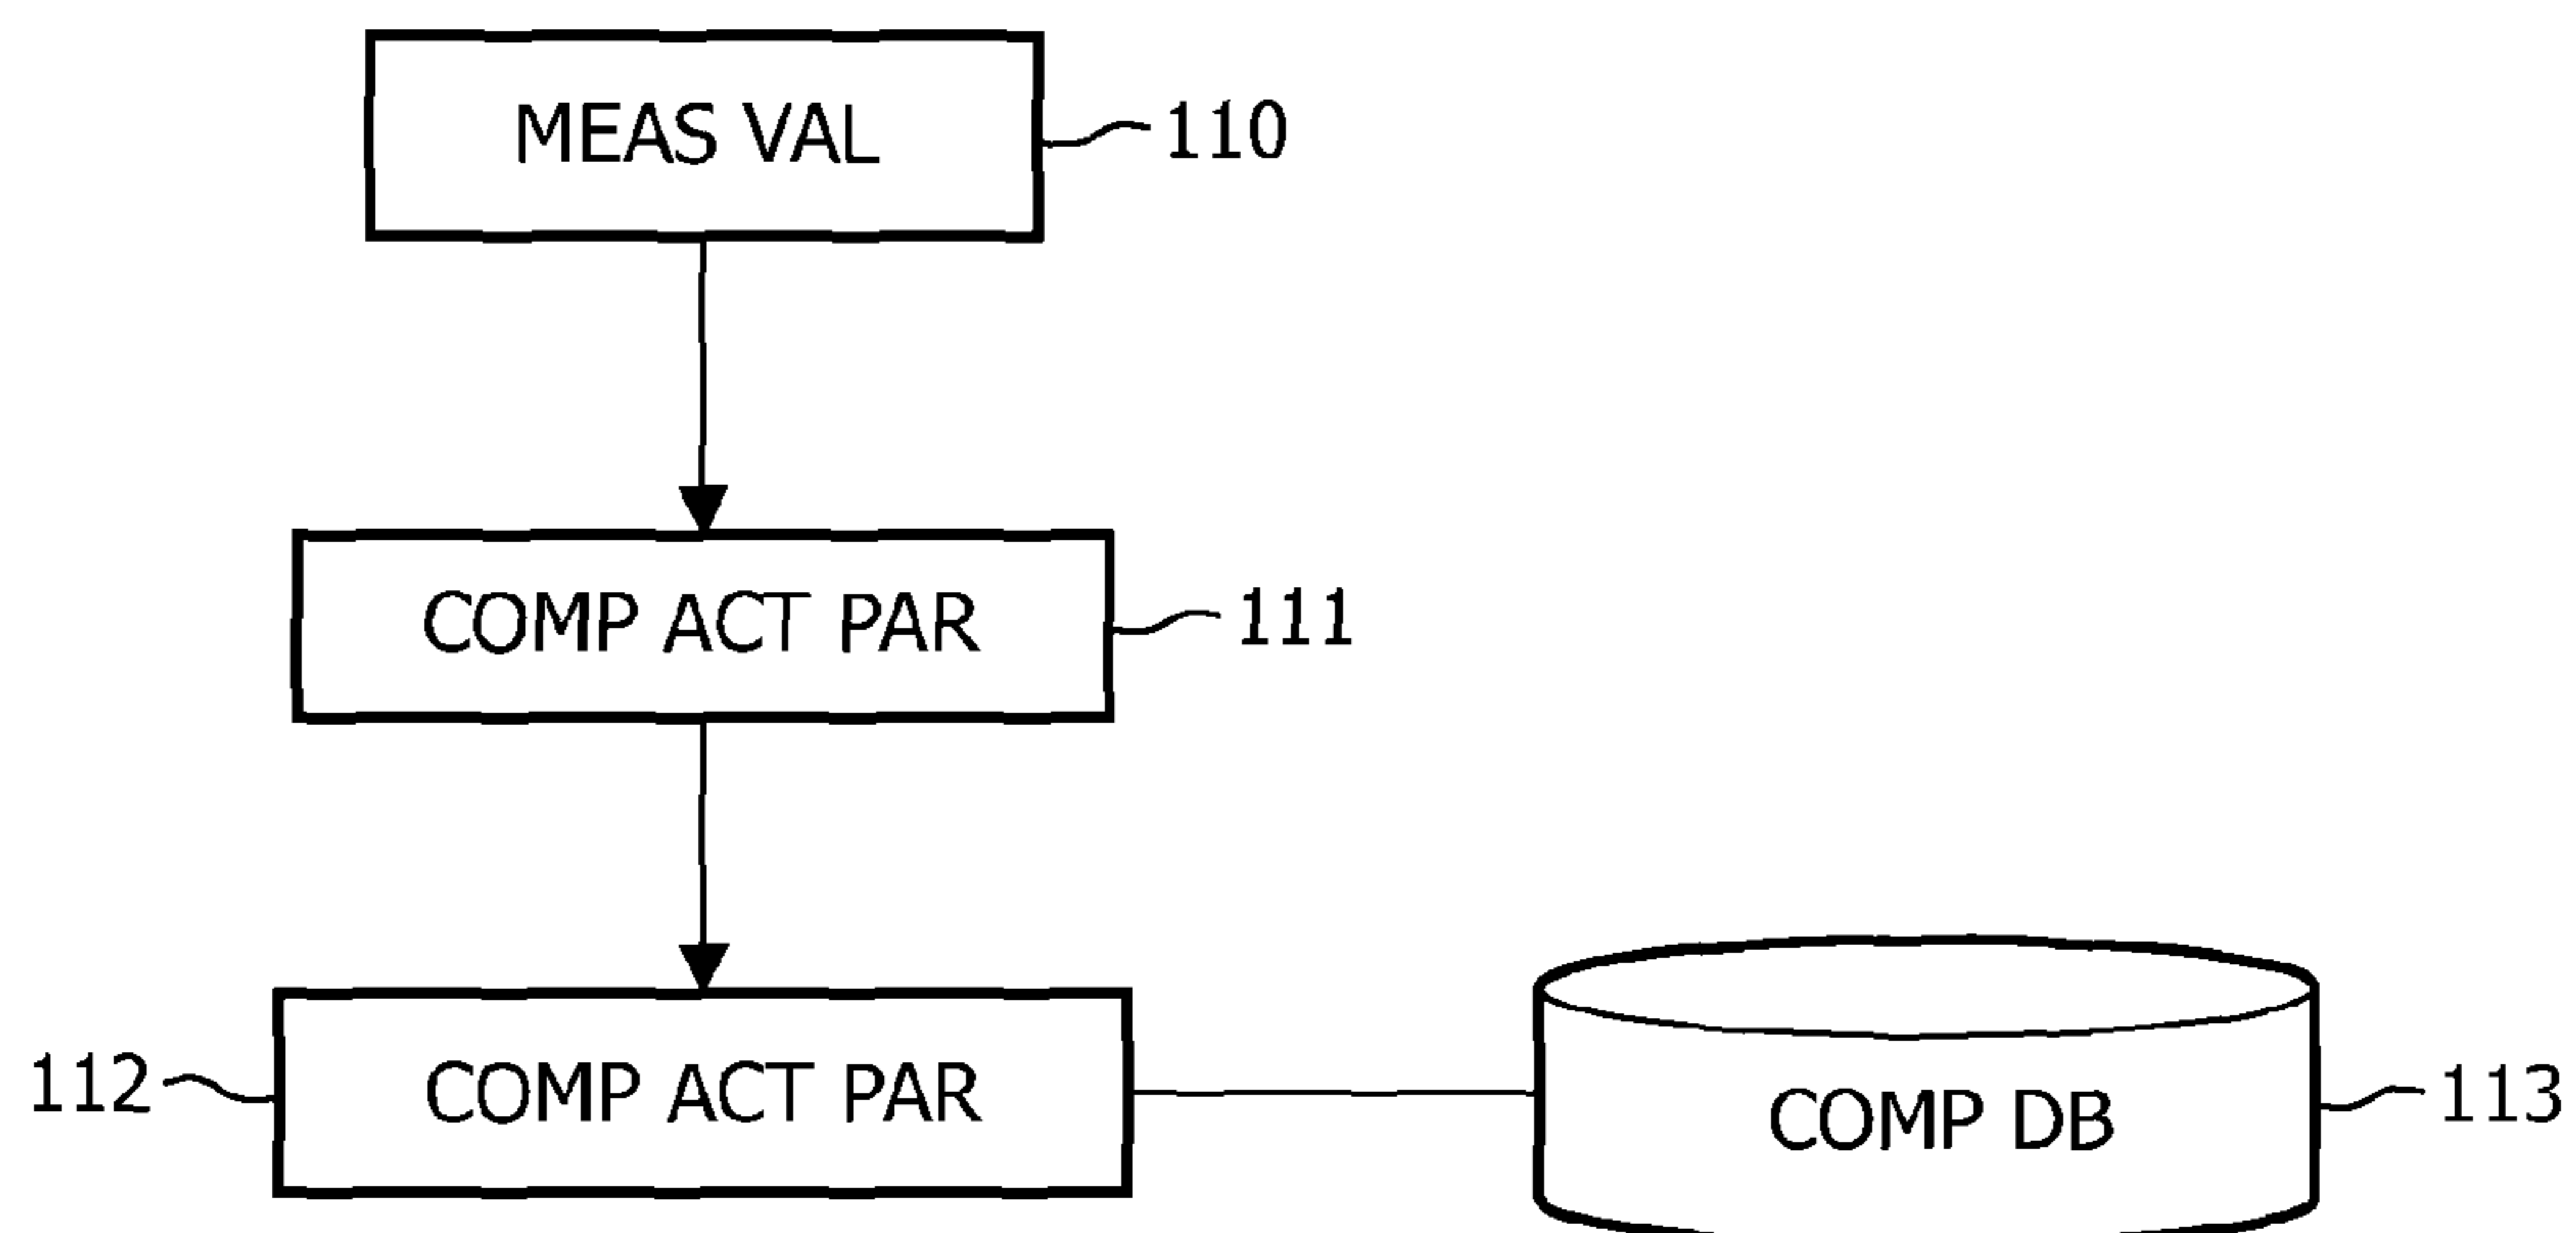 MEAS VAL 110
COMP ACT PAR 111
112 COMP ACT PAR
COMP DB 113